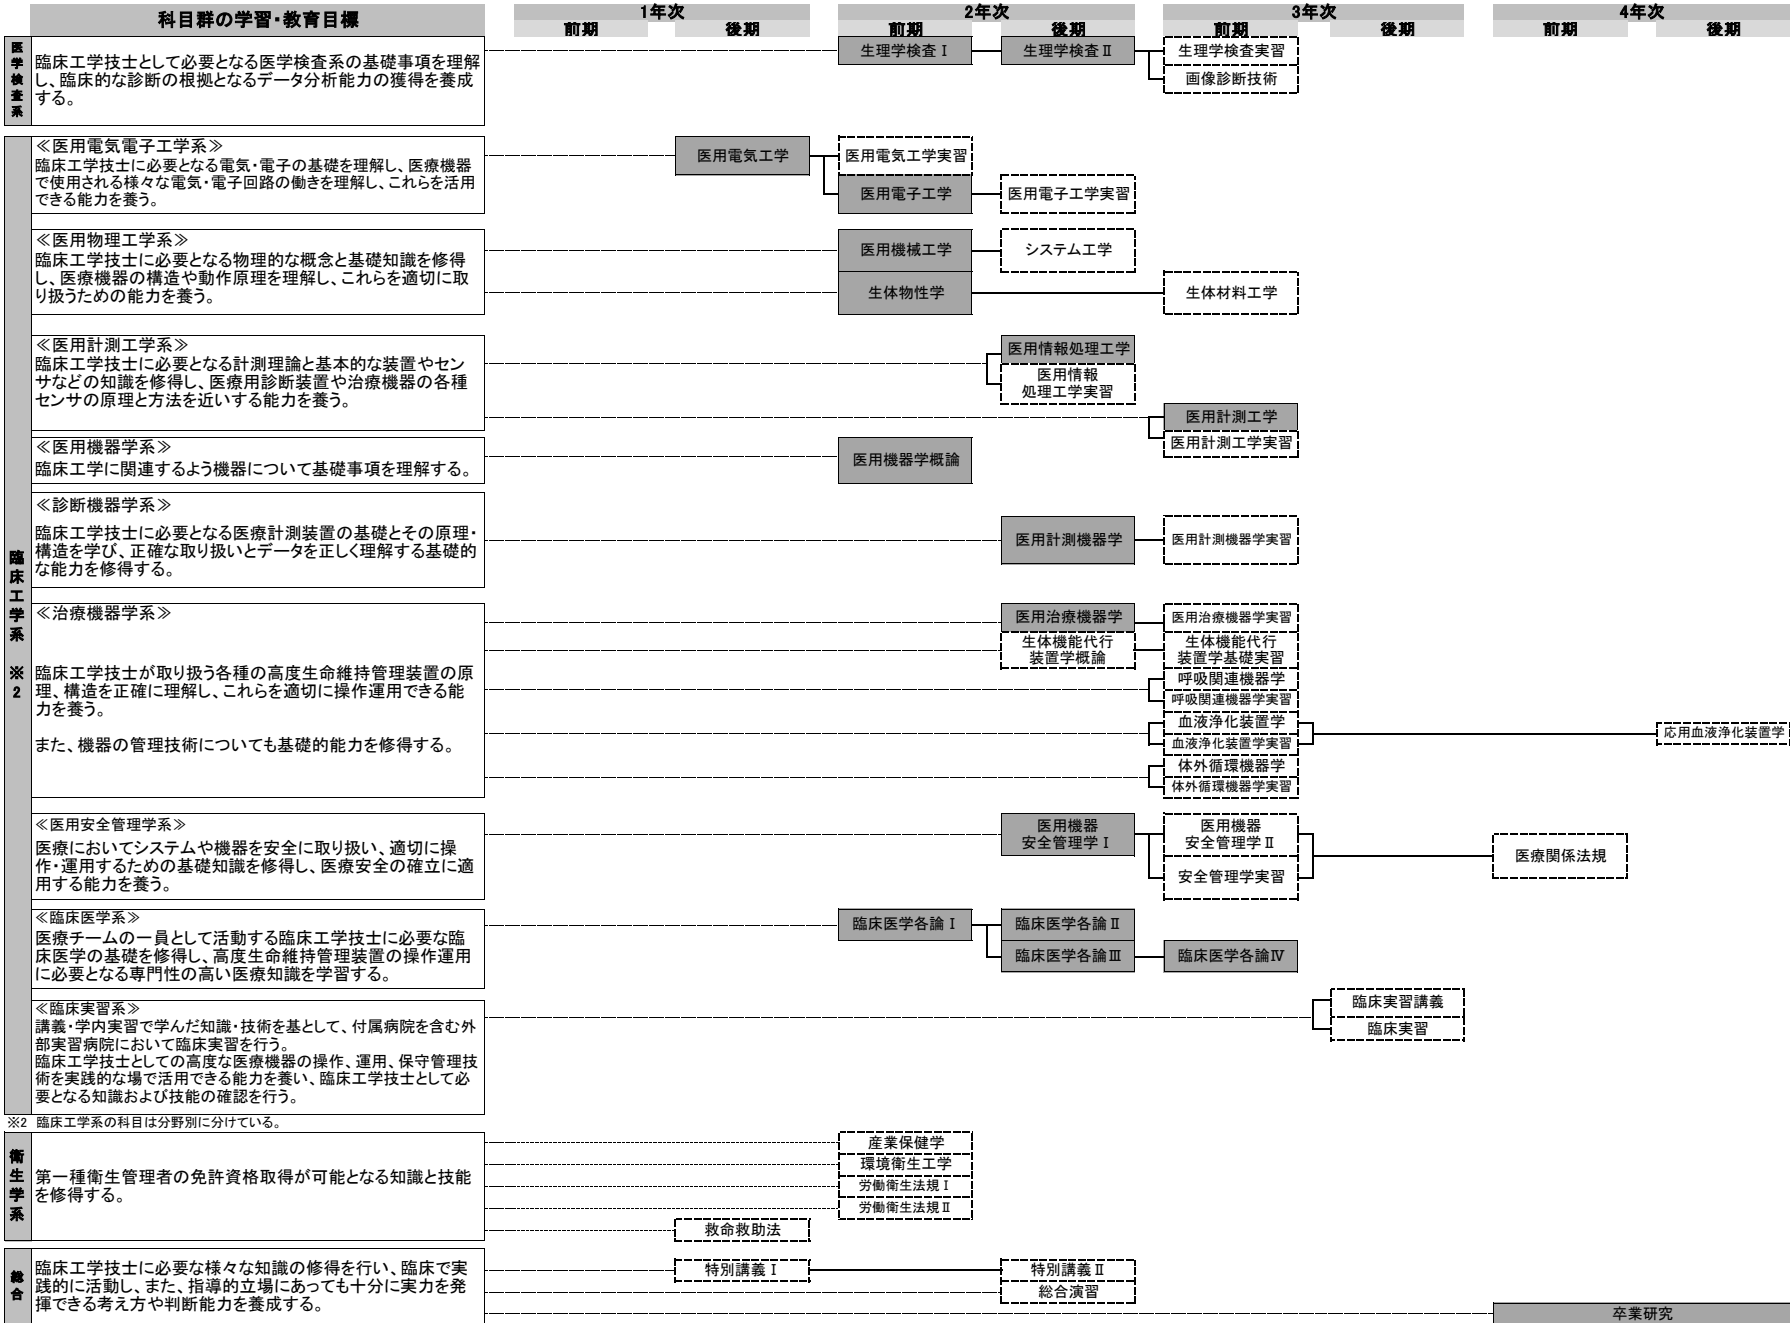 科目群の学習・教育目標
1年次
2年次
3年次
4年次
前期
後期
前期
後期
前期
後期
前期
後期
医学検査系
臨床工学技士として必要となる医学検査系の基礎事項を理解
し、臨床的な診断の根拠となるデータ分析能力の獲得を養成
する。
生理学検査Ⅰ
生理学検査Ⅱ
生理学検査実習
画像診断技術
臨床工学系 ※2
≪医用電気電子工学系≫
臨床工学技士に必要となる電気・電子の基礎を理解し、医療機器
で使用される様々な電気・電子回路の働きを理解し、これらを活用
できる能力を養う。
医用電気工学
医用電気工学実習
医用電子工学
医用電子工学実習
≪医用物理工学系≫
臨床工学技士に必要となる物理的な概念と基礎知識を修得
し、医療機器の構造や動作原理を理解し、これらを適切に取
り扱うための能力を養う。
医用機械工学
システム工学
生体物性学
生体材料工学
≪医用計測工学系≫
臨床工学技士に必要となる計測理論と基本的な装置やセン
サなどの知識を修得し、医療用診断装置や治療機器の各種
センサの原理と方法を近いする能力を養う。
医用情報処理工学
医用情報
処理工学実習
医用計測工学
医用計測工学実習
≪医用機器学系≫
臨床工学に関連するよう機器について基礎事項を理解する。
医用機器学概論
≪診断機器学系≫
臨床工学技士に必要となる医療計測装置の基礎とその原理・
構造を学び、正確な取り扱いとデータを正しく理解する基礎的
な能力を修得する。
医用計測機器学
医用計測機器学実習
≪治療機器学系≫
臨床工学技士が取り扱う各種の高度生命維持管理装置の原
理、構造を正確に理解し、これらを適切に操作運用できる能
力を養う。
また、機器の管理技術についても基礎的能力を修得する。
医用治療機器学
医用治療機器学実習
生体機能代行
装置学概論
生体機能代行
装置学基礎実習
呼吸関連機器学
呼吸関連機器学実習
血液浄化装置学
血液浄化装置学実習
応用血液浄化装置学
体外循環機器学
体外循環機器学実習
≪医用安全管理学系≫
医療においてシステムや機器を安全に取り扱い、適切に操
作・運用するための基礎知識を修得し、医療安全の確立に適
用する能力を養う。
医用機器
安全管理学Ⅰ
医用機器
安全管理学Ⅱ
安全管理学実習
医療関係法規
≪臨床医学系≫
医療チームの一員として活動する臨床工学技士に必要な臨
床医学の基礎を修得し、高度生命維持管理装置の操作運用
に必要となる専門性の高い医療知識を学習する。
臨床医学各論Ⅰ
臨床医学各論Ⅱ
臨床医学各論Ⅲ
臨床医学各論Ⅳ
≪臨床実習系≫
講義・学内実習で学んだ知識・技術を基として、付属病院を含む外
部実習病院において臨床実習を行う。
臨床工学技士としての高度な医療機器の操作、運用、保守管理技
術を実践的な場で活用できる能力を養い、臨床工学技士として必
要となる知識および技能の確認を行う。
臨床実習講義
臨床実習
※2 臨床工学系の科目は分野別に分けている。
衛生学系
第一種衛生管理者の免許資格取得が可能となる知識と技能
を修得する。
産業保健学
環境衛生工学
労働衛生法規Ⅰ
労働衛生法規Ⅱ
救命救助法
総合
臨床工学技士に必要な様々な知識の修得を行い、臨床で実
践的に活動し、また、指導的立場にあっても十分に実力を発
揮できる考え方や判断能力を養成する。
特別講義Ⅰ
特別講義Ⅱ
総合演習
卒業研究